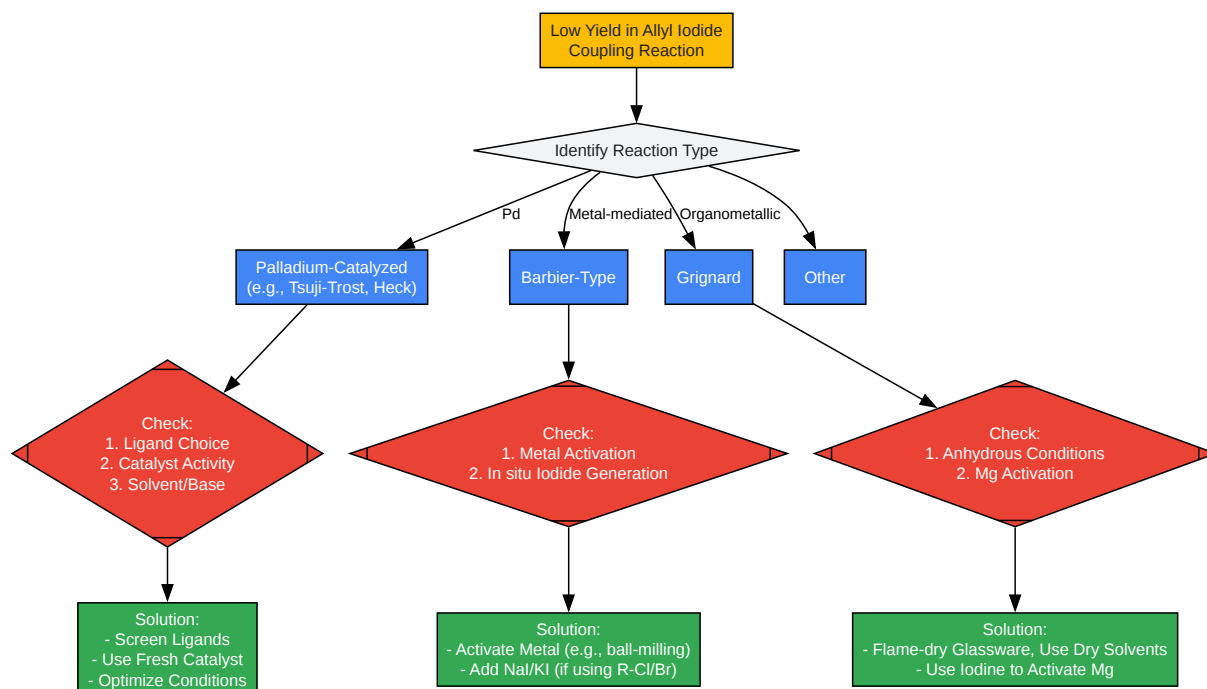 Low Yield in Allyl Iodide
Coupling Reaction
Identify Reaction Type
Pd
Metal-mediated
Organometallic
Palladium-Catalyzed
(e.g., Tsuji-Trost, Heck)
Barbier-Type
Grignard
Other
Check:
1. Ligand Choice
2. Catalyst Activity
3. Solvent/Base
Check:
1. Metal Activation
2. In situ Iodide Generation
Check:
1. Anhydrous Conditions
2. Mg Activation
Solution:
- Screen Ligands
- Use Fresh Catalyst
- Optimize Conditions
Solution:
- Activate Metal (e.g., ball-milling)
- Add NaI/KI (if using R-Cl/Br)
Solution:
- Flame-dry Glassware, Use Dry Solvents
- Use Iodine to Activate Mg